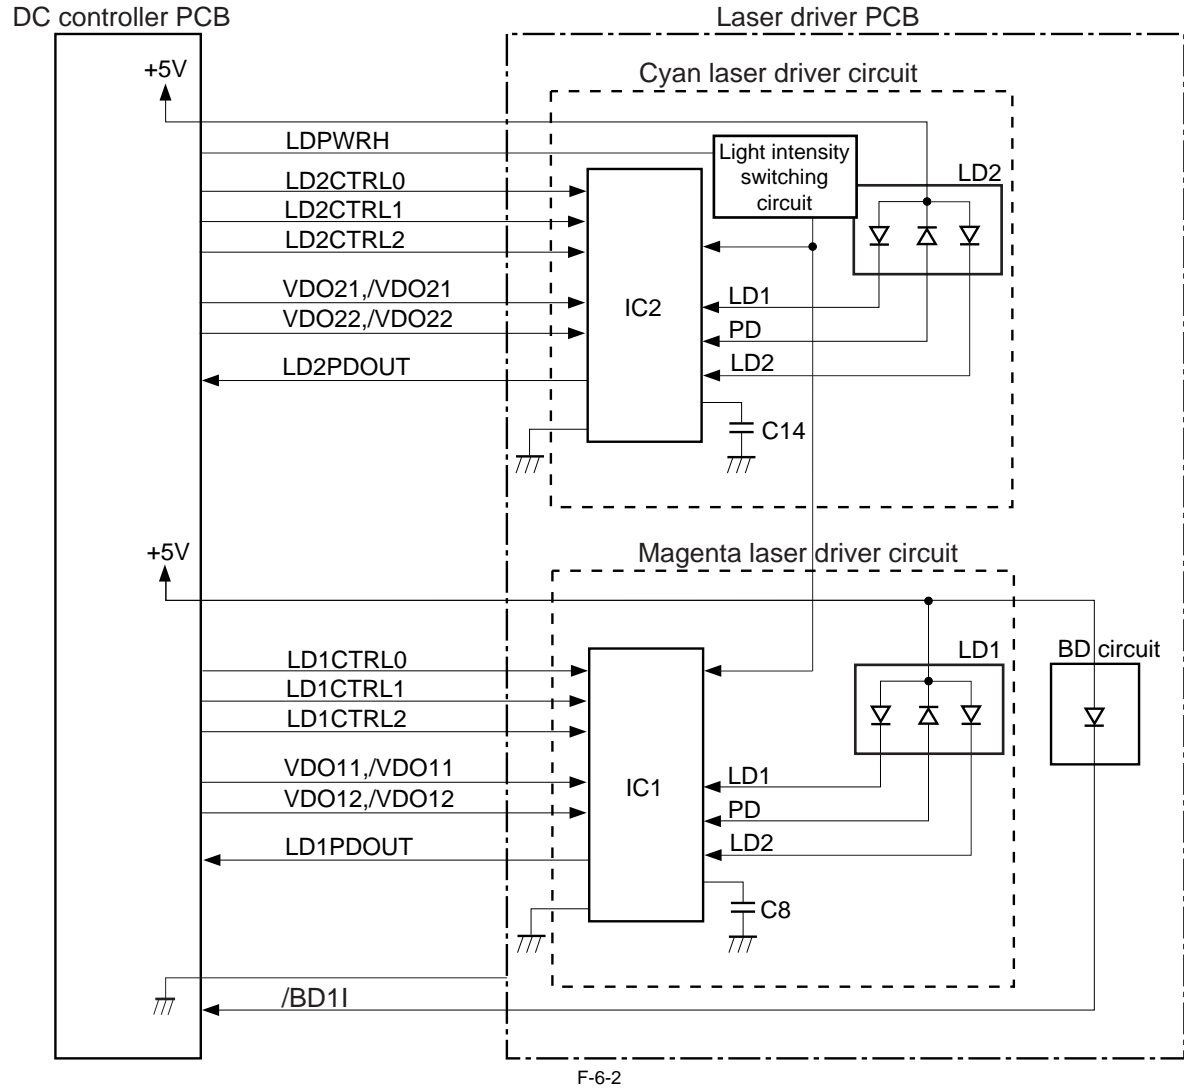 DC controller PCB
Laser driver PCB
+5V
Cyan laser driver circuit
LDPWRH
Light intensity
switching
circuit
LD2
LD2CTRL0
LD2CTRL1
LD2CTRL2
VDO21,/VDO21
VDO22,/VDO22
LD2PDOUT
IC2
LD1
PD
LD2
C14
+5V
Magenta laser driver circuit
LD1
BD circuit
LD1CTRL0
LD1CTRL1
LD1CTRL2
VDO11,/VDO11
VDO12,/VDO12
LD1PDOUT
IC1
LD1
PD
LD2
C8
/BD1I
F-6-2